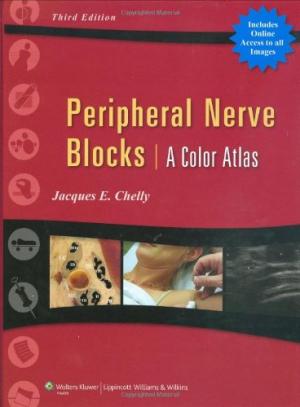 Third Edition
Includes
Online
Access to all
Images
Peripheral Nerve
Blocks | A Color Atlas
Jacques E. Chelly
Wolters Kluwer | Lippincott Williams & Wilkins
Health